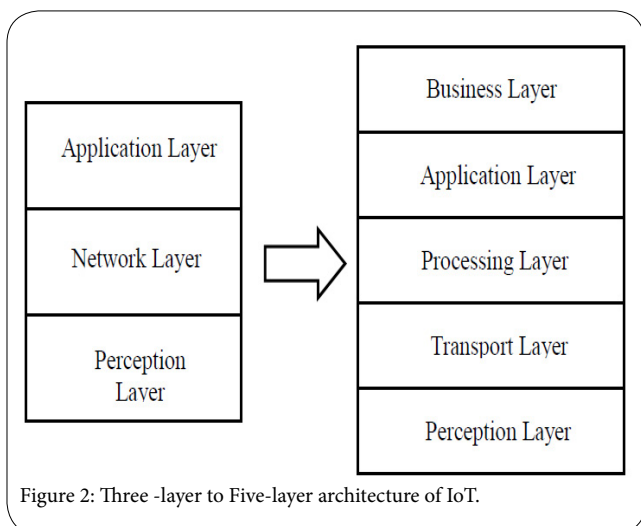 Application Layer
Network Layer
Perception
Layer
Business Layer
Application Layer
Processing Layer
Transport Layer
Perception Layer
Figure 2: Three -layer to Five-layer architecture of IoT.